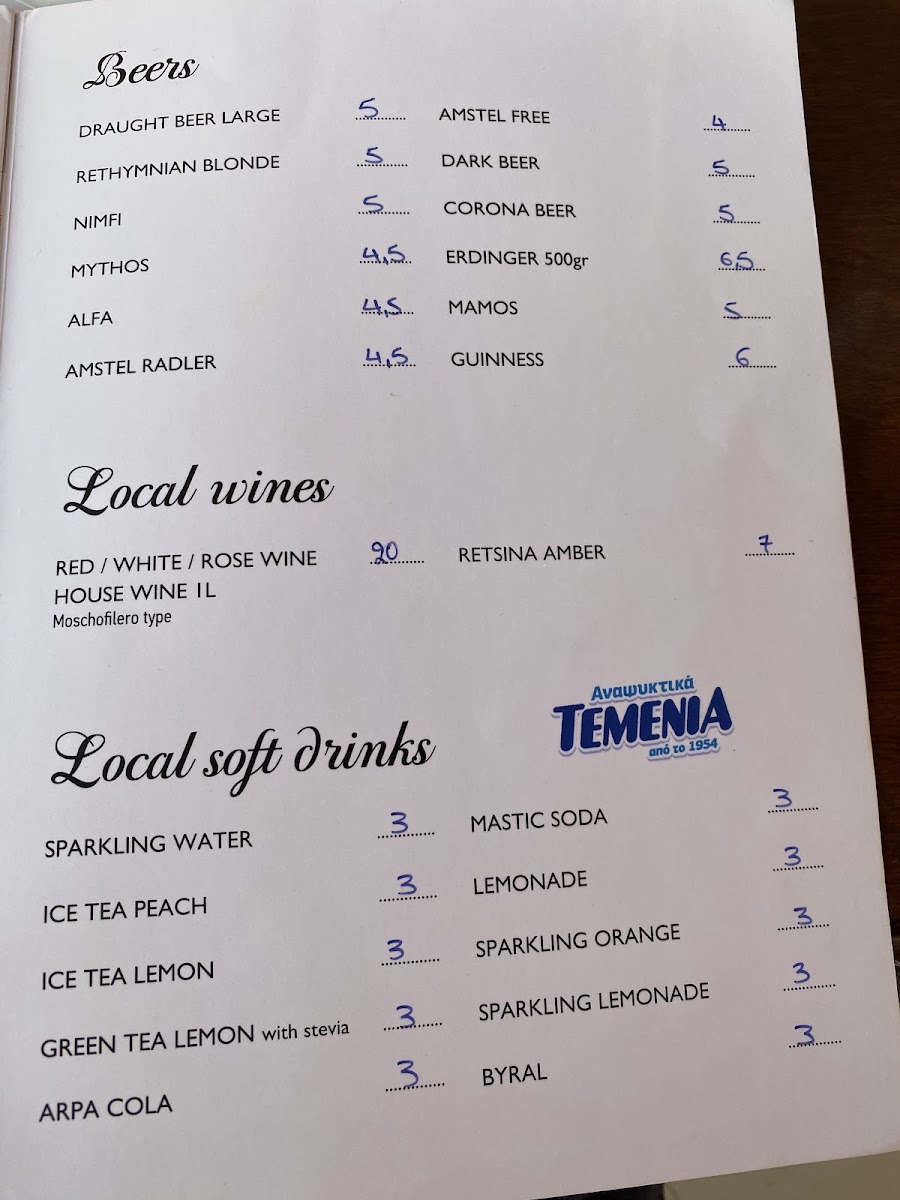 Beers
DRAUGHT BEER LARGE 5 AMSTEL FREE 4
RETHYMNIAN BLONDE 5 DARK BEER 5
NIMFI 5 CORONA BEER 5
MYTHOS 4,5 ERDINGER 500gr 6,5
ALFA 4,5 MAMOS 5
AMSTEL RADLER 4,5 GUINNESS 6
Local wines
RED / WHITE / ROSE WINE 20 RETSINA AMBER 7
HOUSE WINE 1L
Moschofilero type
Αναψυκτικά
ΤΕΜΕΝΙΑ
από το 1954
Local soft drinks
SPARKLING WATER 3 MASTIC SODA 3
ICE TEA PEACH 3 LEMONADE 3
ICE TEA LEMON 3 SPARKLING ORANGE 3
GREEN TEA LEMON with stevia 3 SPARKLING LEMONADE 3
ARPA COLA 3 BYRAL 3